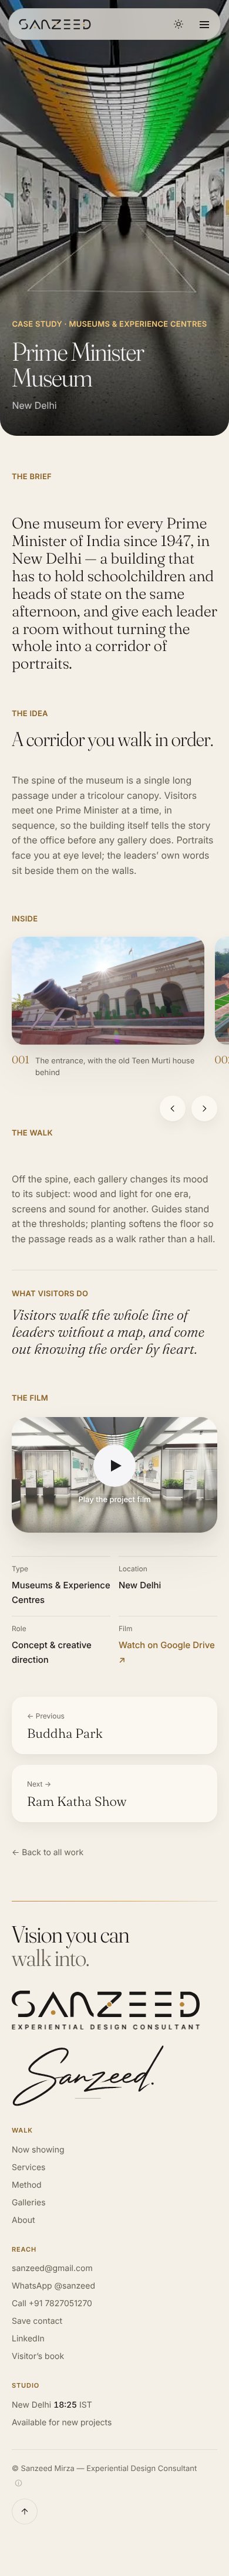 SANZEED
CASE STUDY · MUSEUMS & EXPERIENCE CENTRES
Prime Minister
Museum
New Delhi
THE BRIEF
One museum for every Prime
Minister of India since 1947, in
New Delhi — a building that
has to hold schoolchildren and
heads of state on the same
afternoon, and give each leader
a room without turning the
whole into a corridor of
portraits.
THE IDEA
A corridor you walk in order.
The spine of the museum is a single long
passage under a tricolour canopy. Visitors
meet one Prime Minister at a time, in
sequence, so the building itself tells the story
of the office before any gallery does. Portraits
face you at eye level; the leaders’ own words
sit beside them on the walls.
INSIDE
001 The entrance, with the old Teen Murti house
behind
THE WALK
Off the spine, each gallery changes its mood
to its subject: wood and light for one era,
screens and sound for another. Guides stand
at the thresholds; planting softens the floor so
the passage reads as a walk rather than a hall.
WHAT VISITORS DO
Visitors walk the whole line of
leaders without a map, and come
out knowing the order by heart.
THE FILM
Play the project film
Type
Museums & Experience
Centres
Location
New Delhi
Role
Concept & creative
direction
Film
Watch on Google Drive
↗
← Previous
Buddha Park
Next →
Ram Katha Show
← Back to all work
Vision you can
walk into.
SANZEED
EXPERIENTIAL DESIGN CONSULTANT
Sanzeed.
WALK
Now showing
Services
Method
Galleries
About
REACH
sanzeed@gmail.com
WhatsApp @sanzeed
Call +91 7827051270
Save contact
LinkedIn
Visitor’s book
STUDIO
New Delhi 18:25 IST
Available for new projects
© Sanzeed Mirza — Experiential Design Consultant